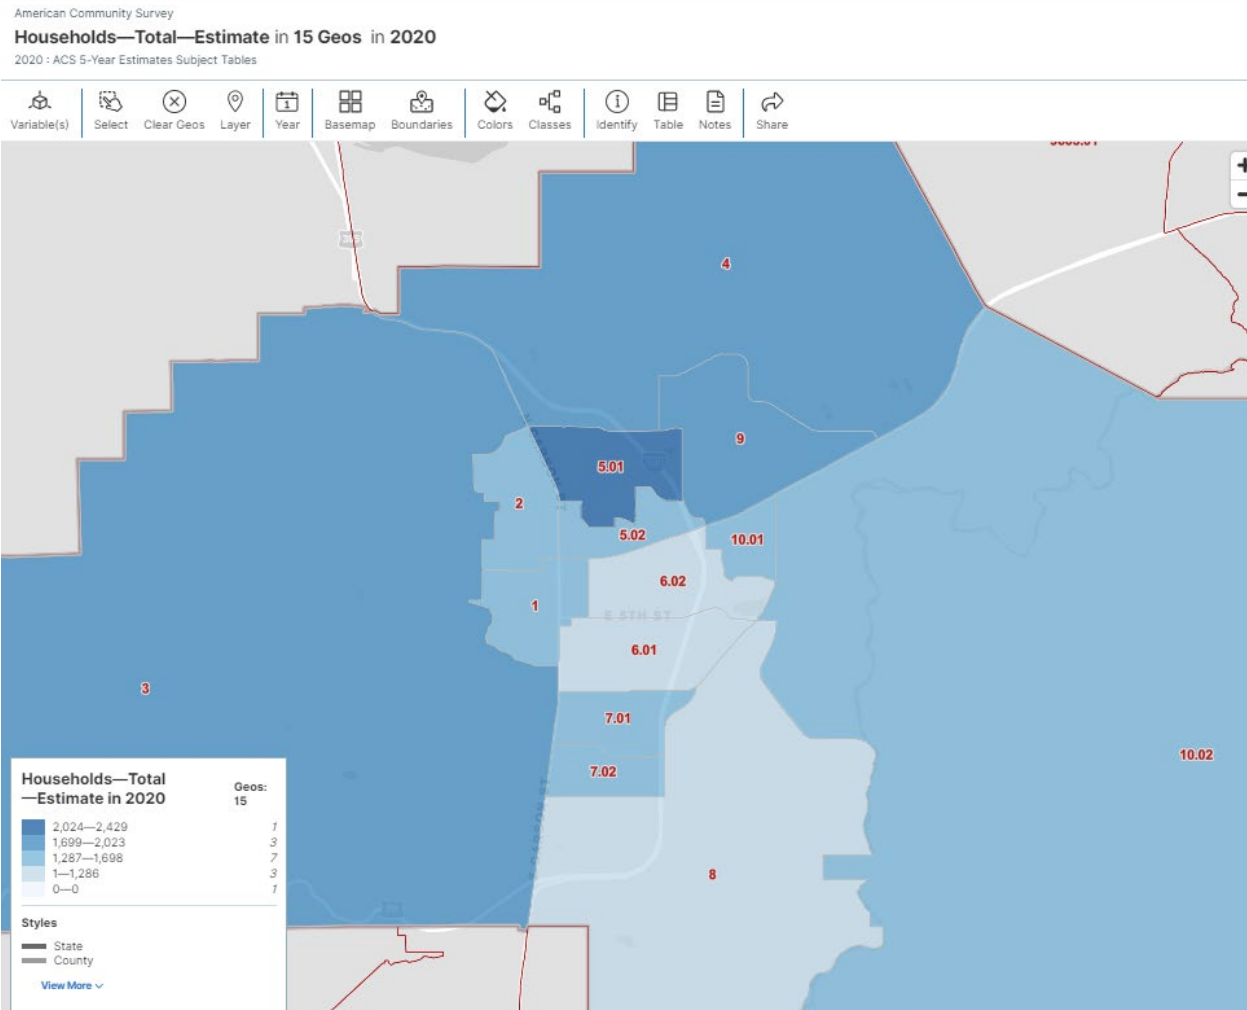 American Community Survey
Households—Total—Estimate in 15 Geos in 2020
2020 : ACS 5-Year Estimates Subject Tables
Variable(s) Select Clear Geos Layer Year Basemap Boundaries Colors Classes Identify Table Notes Share
4
9
5.01
2
5.02
10.01
6.02
1
E 5TH ST
6.01
3
7.01
10.02
7.02
8
Households—Total
—Estimate in 2020
Geos:
15
2,024—2,429 1
1,699—2,023 3
1,287—1,698 7
1—1,286 3
0—0 1
Styles
State
County
View More